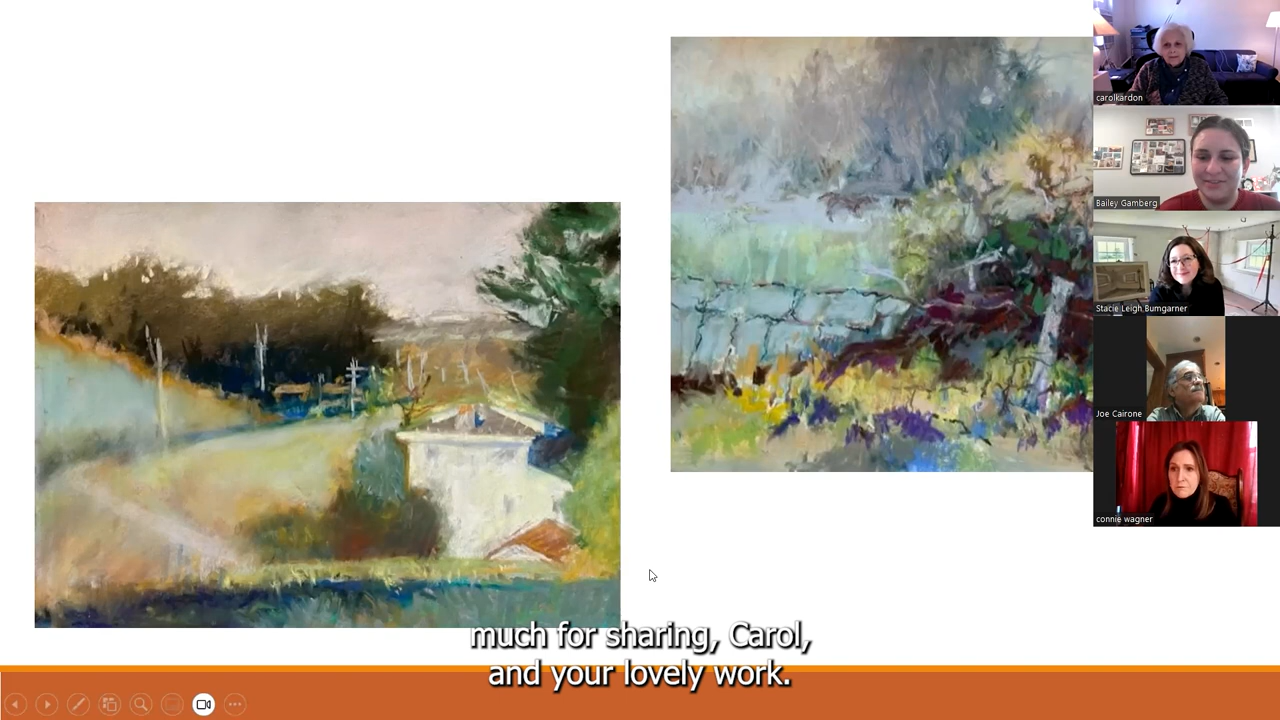 carolkardon
Bailey Gamberg
Stacie Leigh Bumgarner
Joe Cairone
connie wagner
much for sharing, Carol,
and your lovely work.